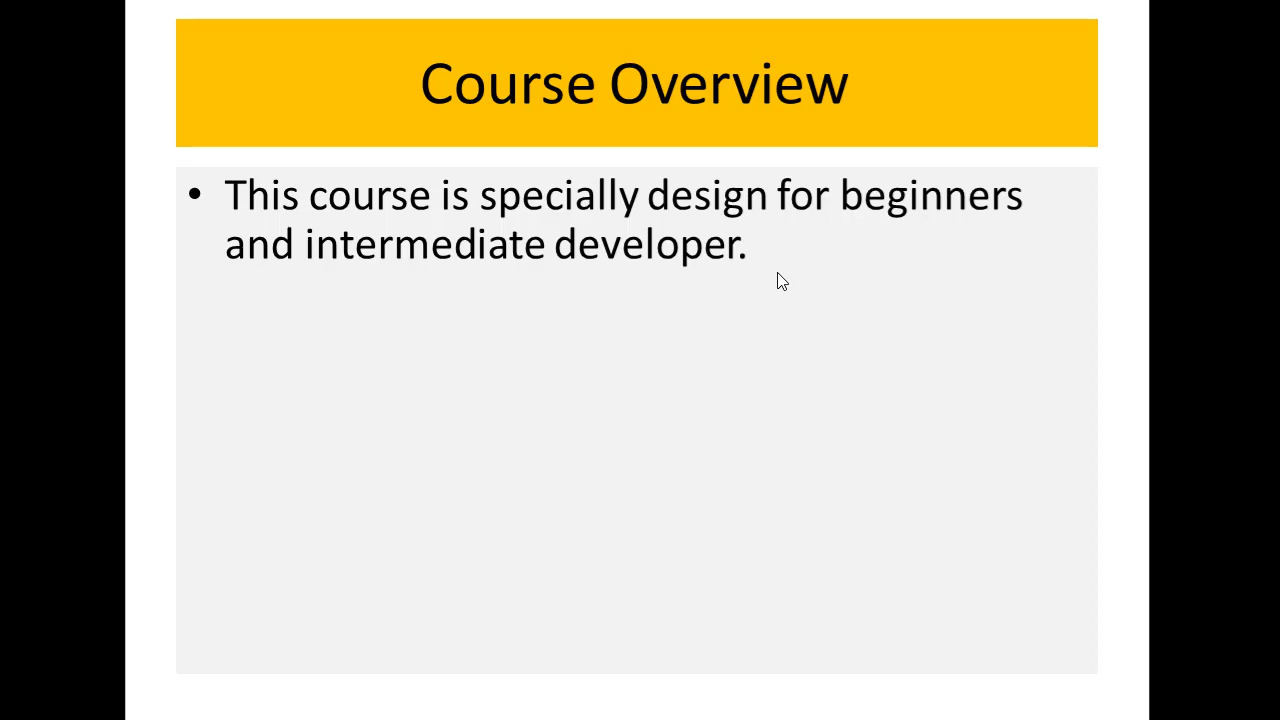 Course Overview
• This course is specially design for beginners
and intermediate developer.